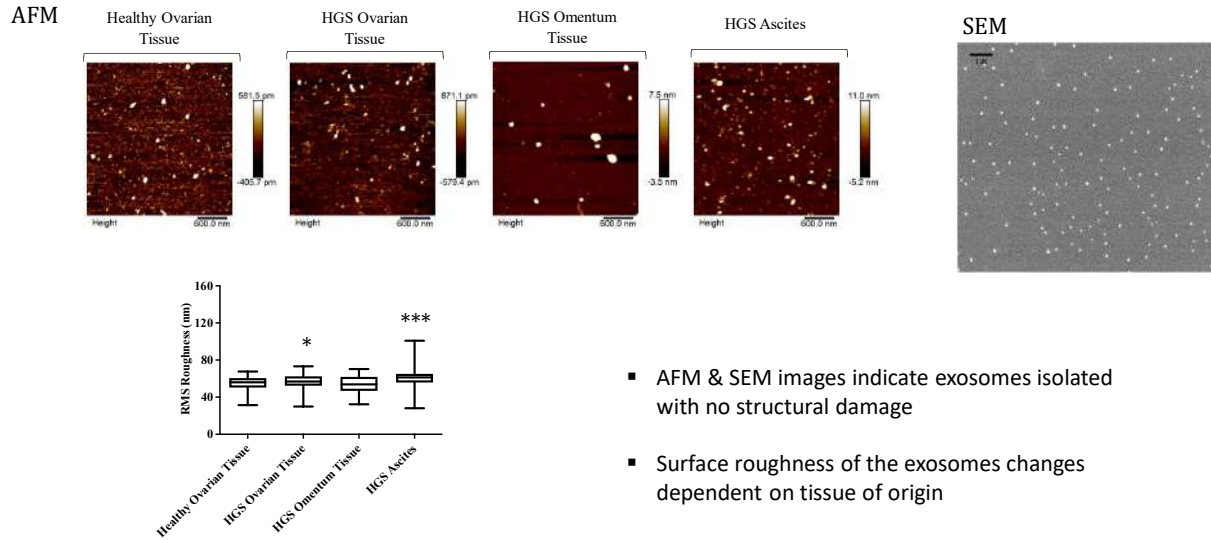 AFM
Healthy Ovarian
Tissue
HGS Ovarian
Tissue
HGS Omentum
Tissue
HGS Ascites
SEM
581.5 pm
-405.7 pm
Height
600.0 nm
871.1 pm
-579.4 pm
Height
600.0 nm
7.5 nm
-3.5 nm
Height
600.0 nm
11.0 nm
-5.2 nm
Height
600.0 nm
RMS Roughness (nm)
160
120
80
40
0
*
***
Healthy Ovarian Tissue
HGS Ovarian Tissue
HGS Omentum Tissue
HGS Ascites
▪ AFM & SEM images indicate exosomes isolated
with no structural damage
▪ Surface roughness of the exosomes changes
dependent on tissue of origin